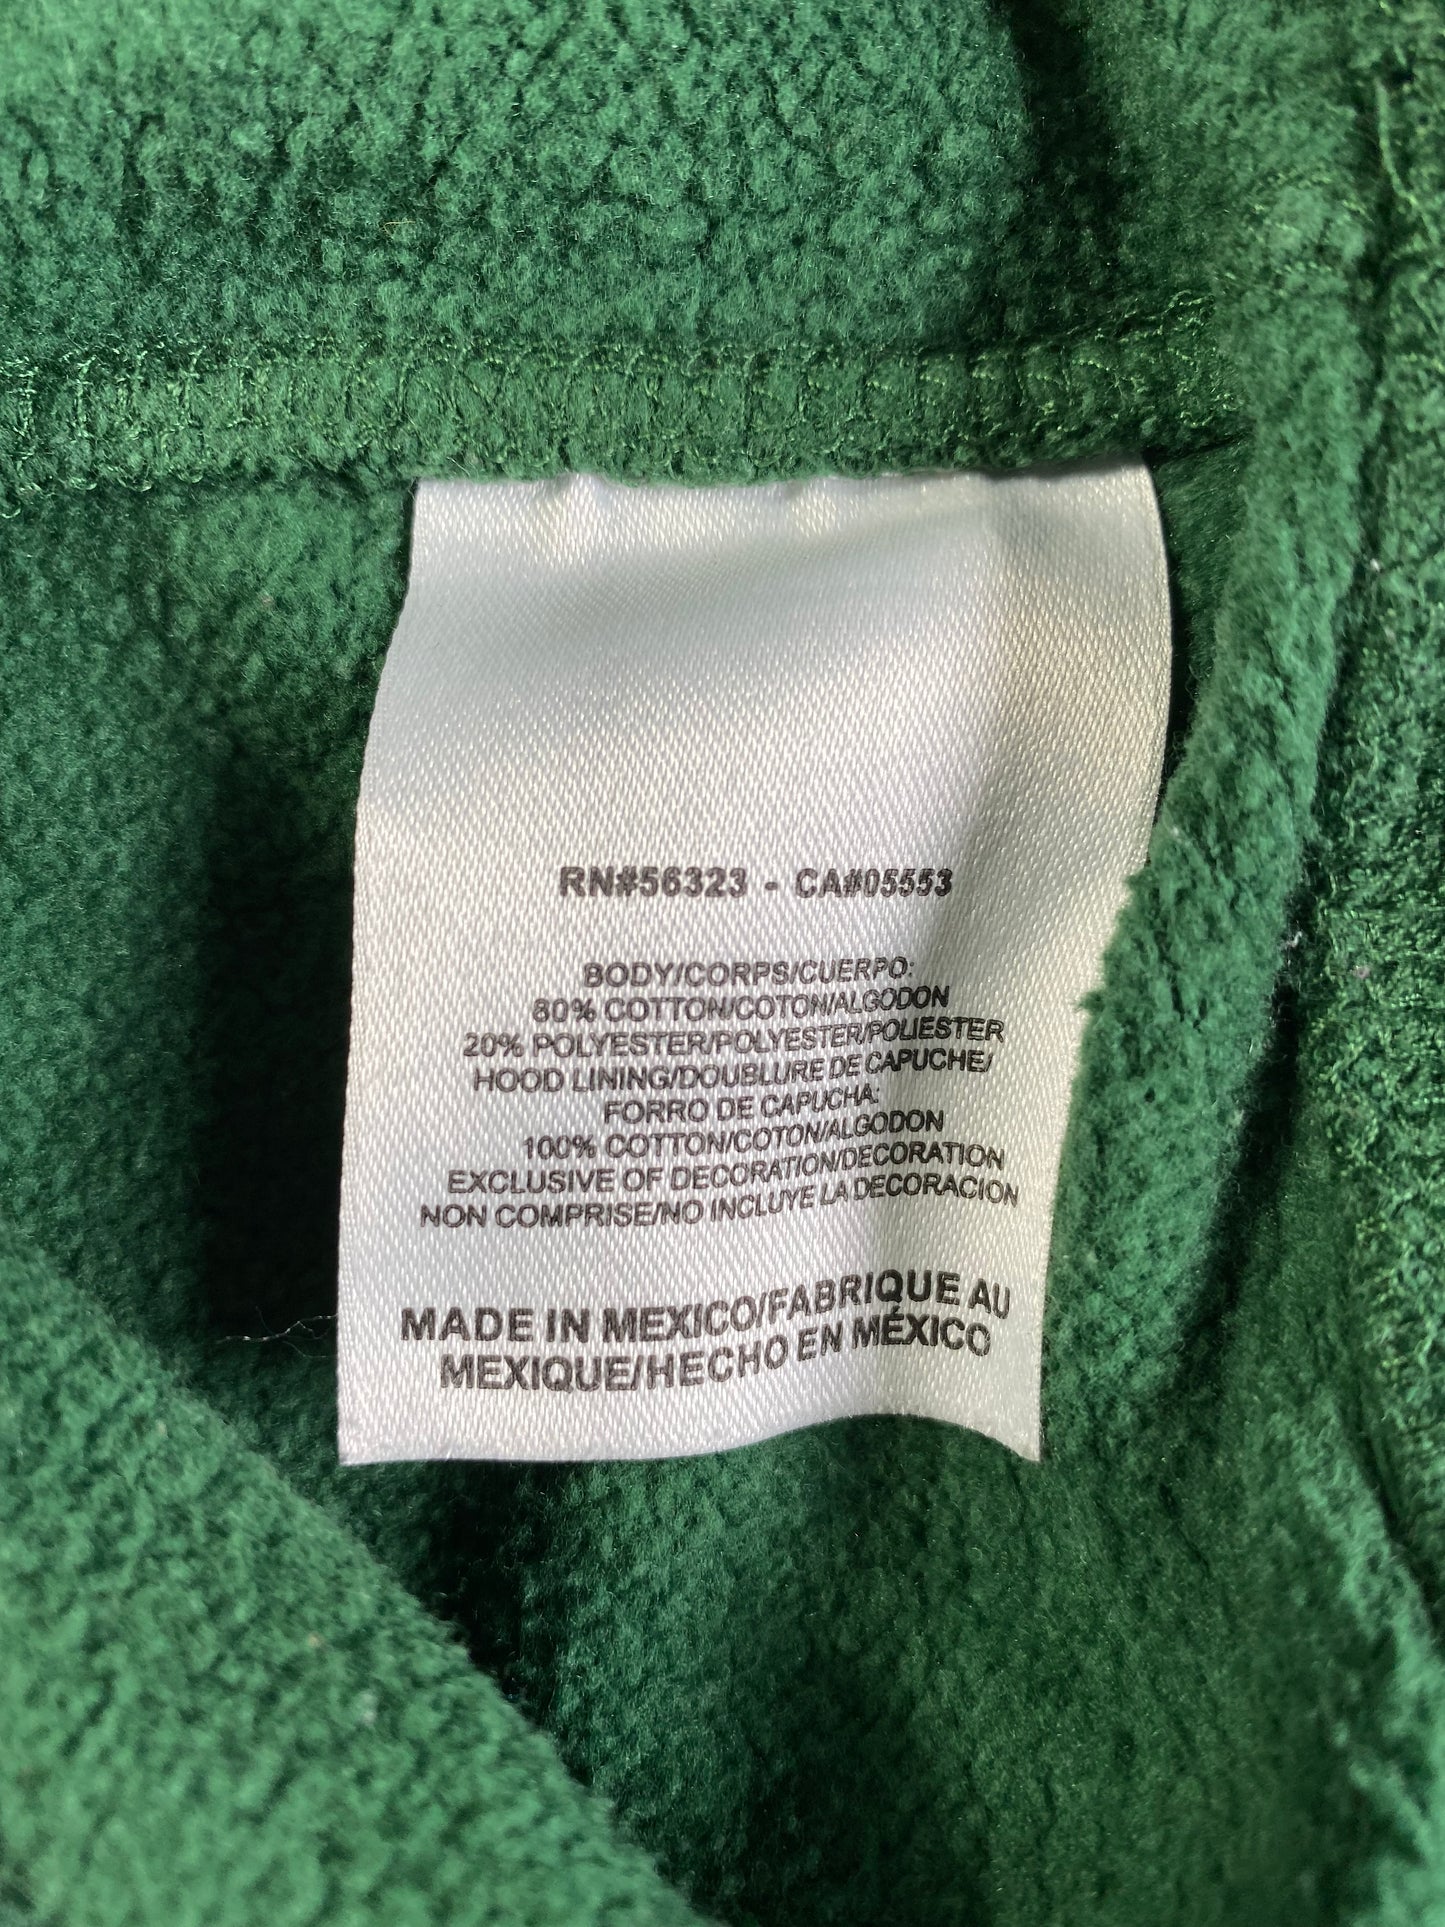 RN#56323 - CA#05553
BODY/CORPS/CUERPO:
80% COTTON/COTON/ALGODON
20% POLYESTER/POLYESTER/POLIESTER
HOOD LINING/DOUBLURE DE CAPUCHE/
FORRO DE CAPUCHA:
100% COTTON/COTON/ALGODON
EXCLUSIVE OF DECORATION/DECORATION
NON COMPRISE/NO INCLUYE LA DECORACION
MADE IN MEXICO/FABRIQUE AU
MEXIQUE/HECHO EN MÉXICO